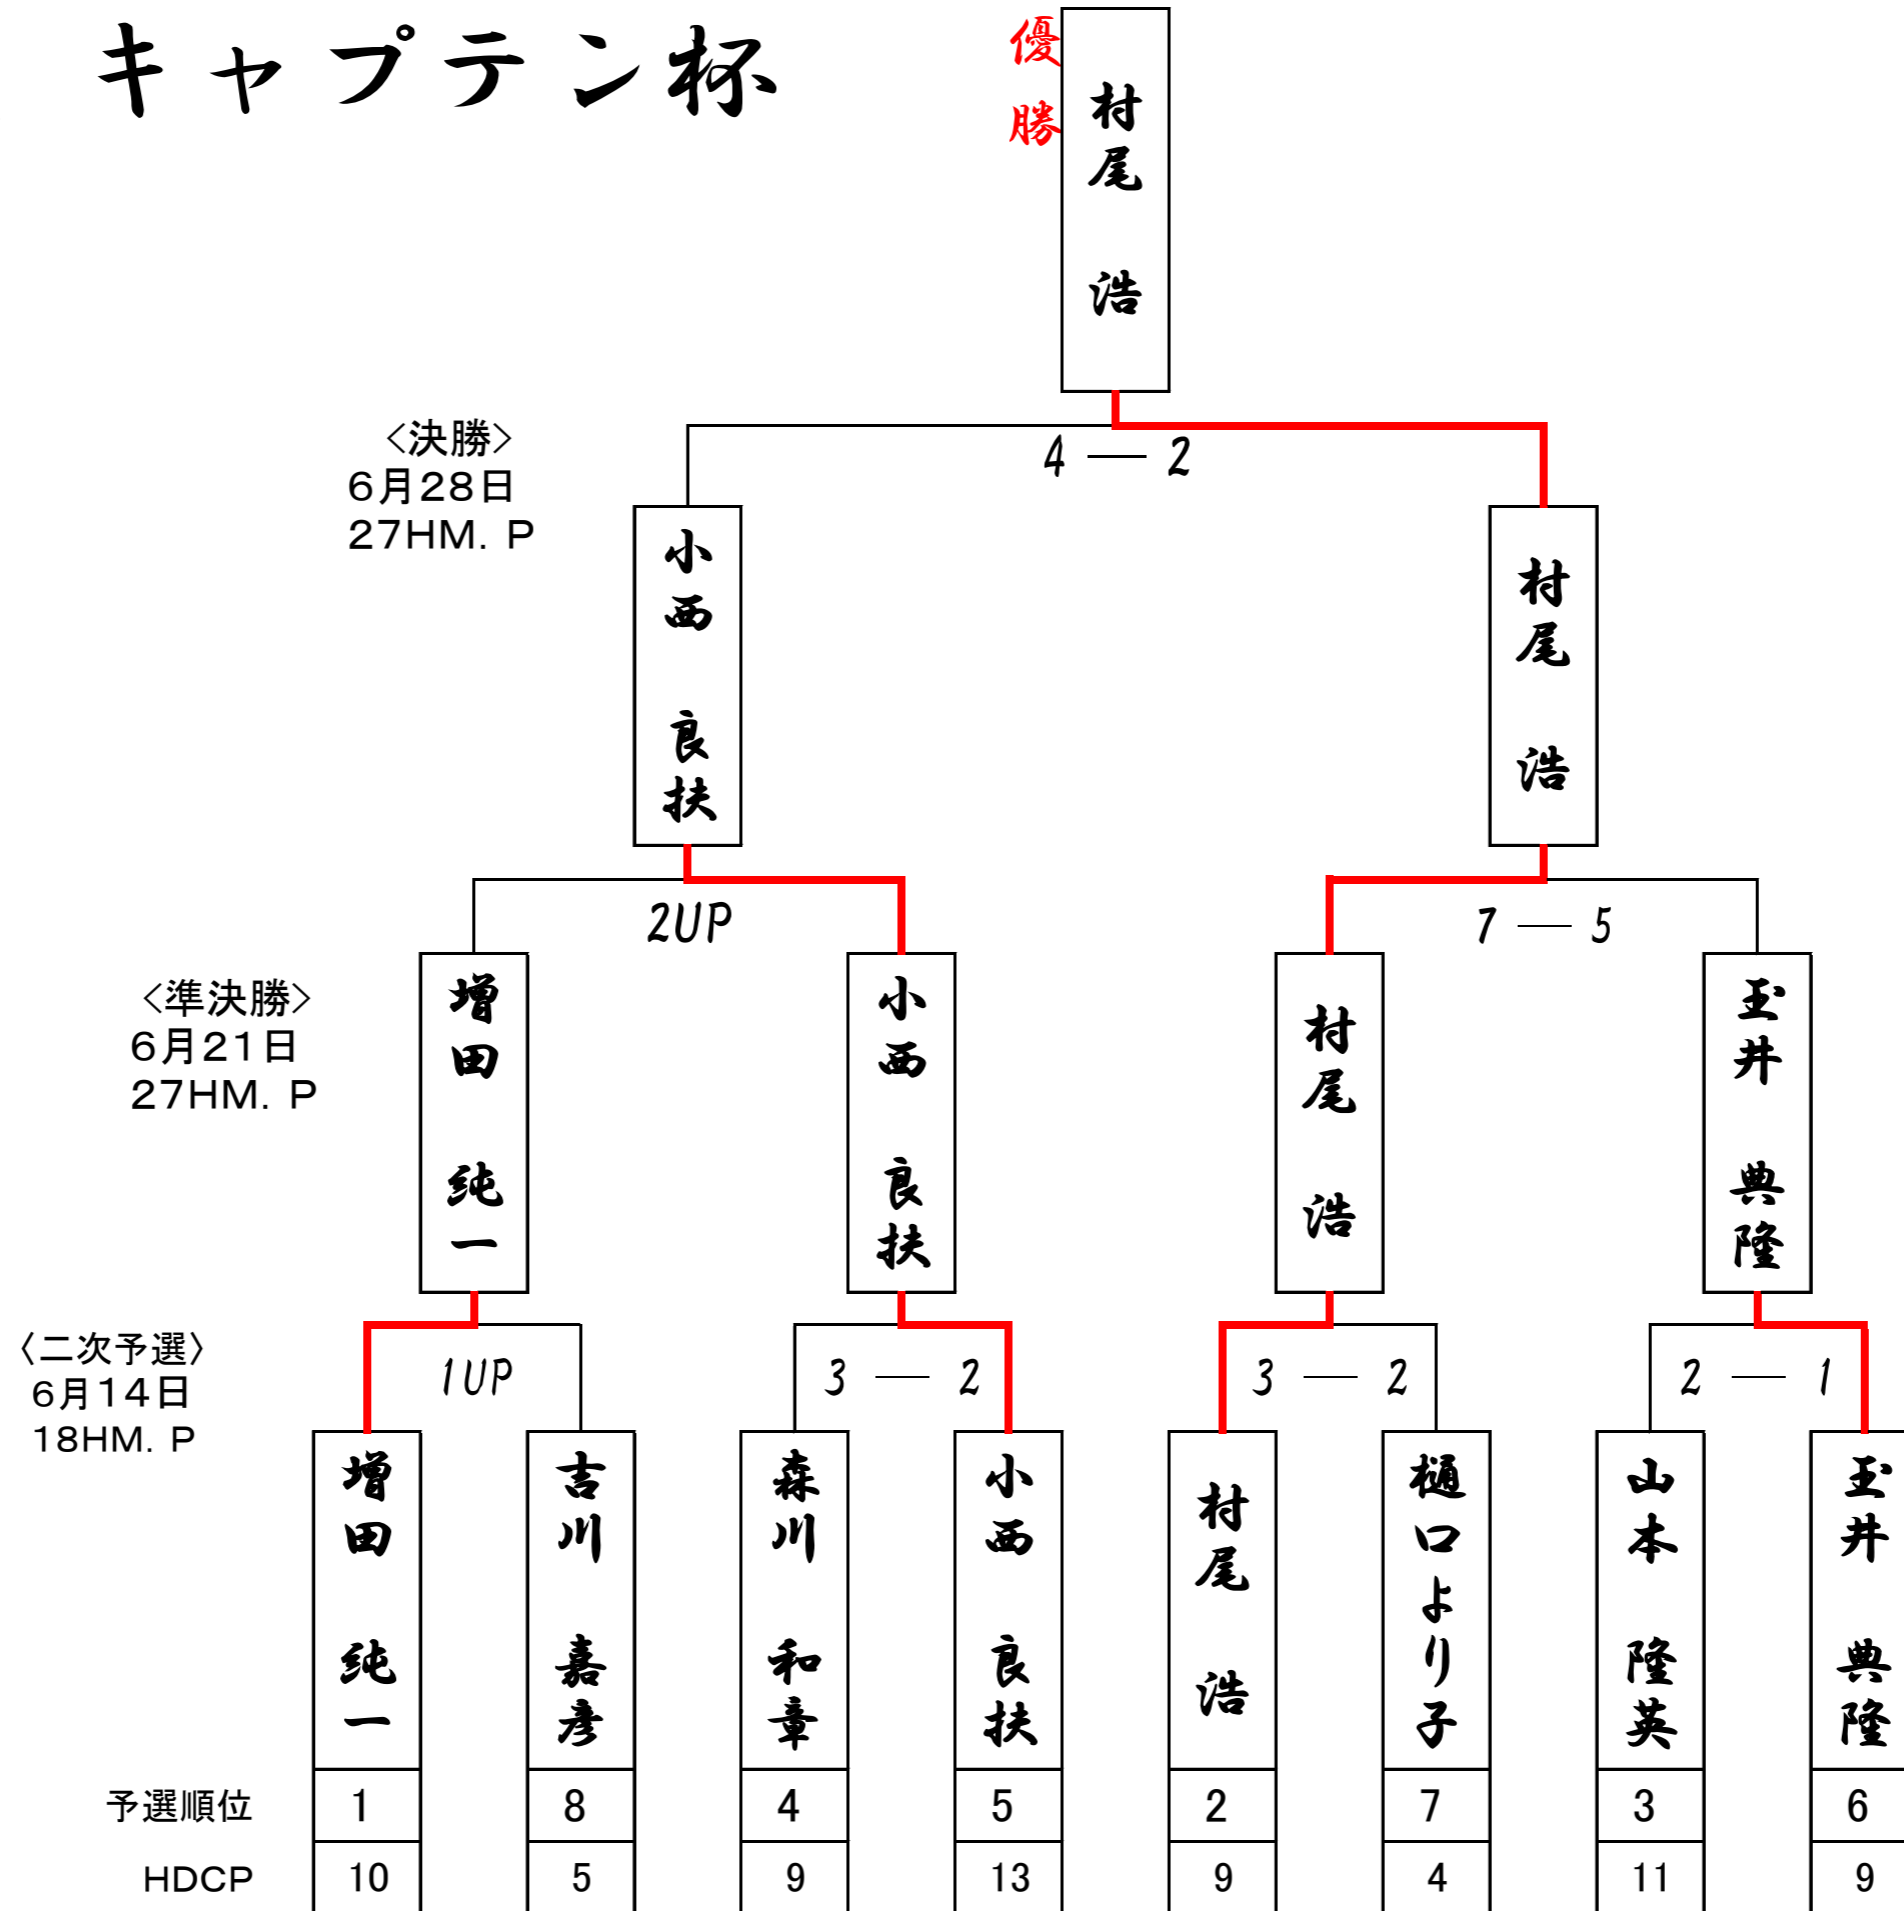 キャプテン杯
優勝
村尾 浩
<決勝>
6月28日
27HM. P
4 — 2
小西 良扶
村尾 浩
2UP
7 — 5
<準決勝>
6月21日
27HM. P
増田 純一
小西 良扶
村尾 浩
玉井 典隆
〈二次予選〉
6月14日
18HM. P
1UP
3 — 2
3 — 2
2 — 1
増田 純一
吉川 嘉彦
森川 和章
小西 良扶
村尾 浩
樋口より子
山本 隆英
玉井 典隆
予選順位 1 8 4 5 2 7 3 6
HDCP 10 5 9 13 9 4 11 9